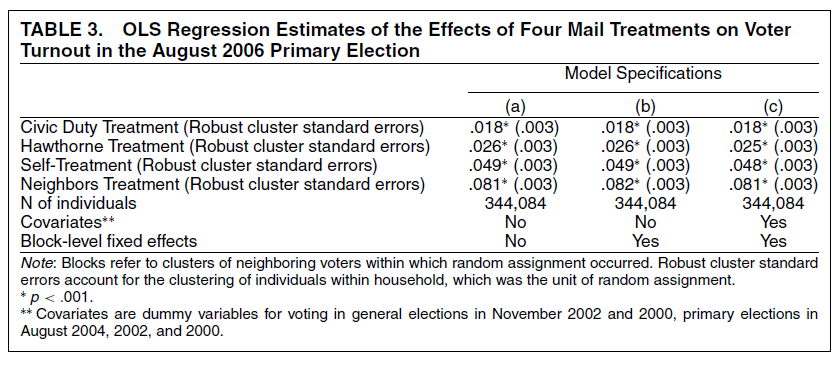 TABLE 3. OLS Regression Estimates of the Effects of Four Mail Treatments on Voter
Turnout in the August 2006 Primary Election
Model Specifications
(a) (b) (c)
Civic Duty Treatment (Robust cluster standard errors) .018* (.003) .018* (.003) .018* (.003)
Hawthorne Treatment (Robust cluster standard errors) .026* (.003) .026* (.003) .025* (.003)
Self-Treatment (Robust cluster standard errors) .049* (.003) .049* (.003) .048* (.003)
Neighbors Treatment (Robust cluster standard errors) .081* (.003) .082* (.003) .081* (.003)
N of individuals 344,084 344,084 344,084
Covariates** No No Yes
Block-level fixed effects No Yes Yes
Note: Blocks refer to clusters of neighboring voters within which random assignment occurred. Robust cluster standard
errors account for the clustering of individuals within household, which was the unit of random assignment.
* p < .001.
** Covariates are dummy variables for voting in general elections in November 2002 and 2000, primary elections in
August 2004, 2002, and 2000.